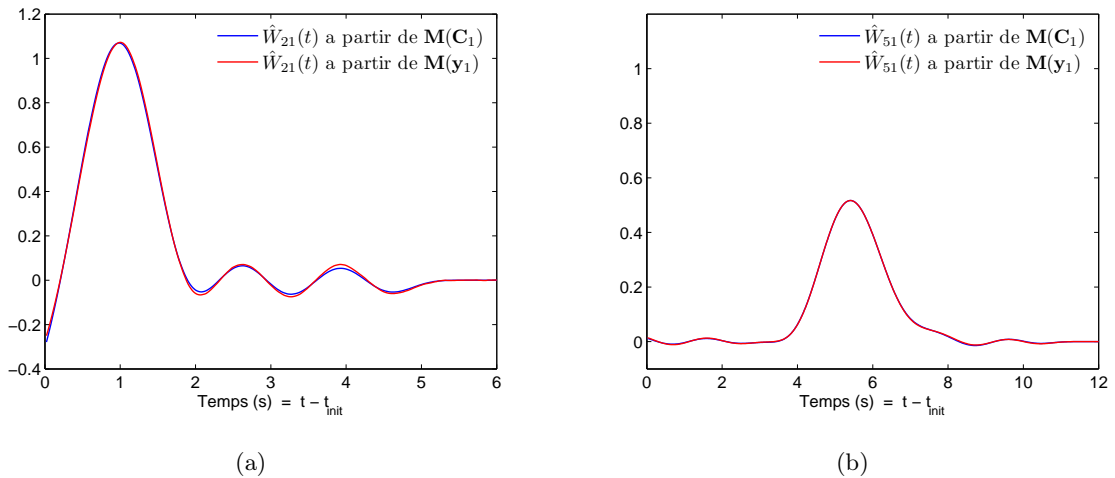 1.2
1
0.8
0.6
0.4
0.2
0
−0.2
−0.4
0 1 2 3 4 5 6
Temps (s) = t − t_init
Ŵ₂₁(t) a partir de M(C₁)
Ŵ₂₁(t) a partir de M(y₁)
(a)
1
0.8
0.6
0.4
0.2
0
0 2 4 6 8 10 12
Temps (s) = t − t_init
Ŵ₅₁(t) a partir de M(C₁)
Ŵ₅₁(t) a partir de M(y₁)
(b)